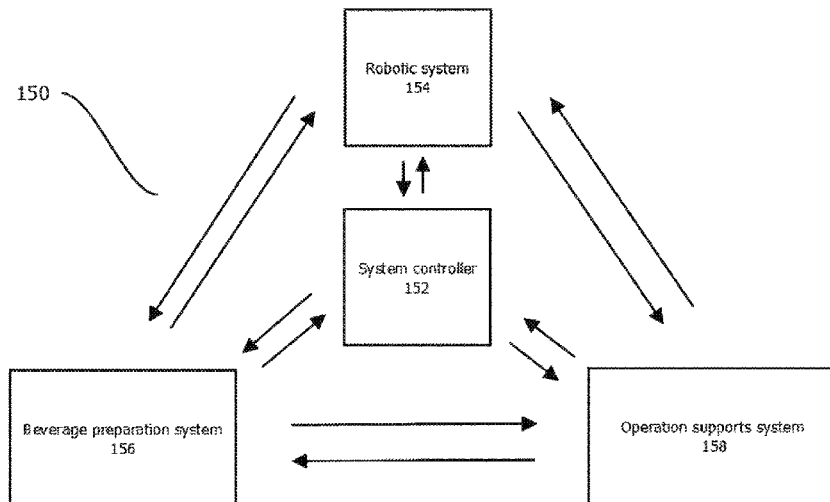 Robotic system
154
150
System controller
152
Beverage preparation system
156
Operation supports system
158